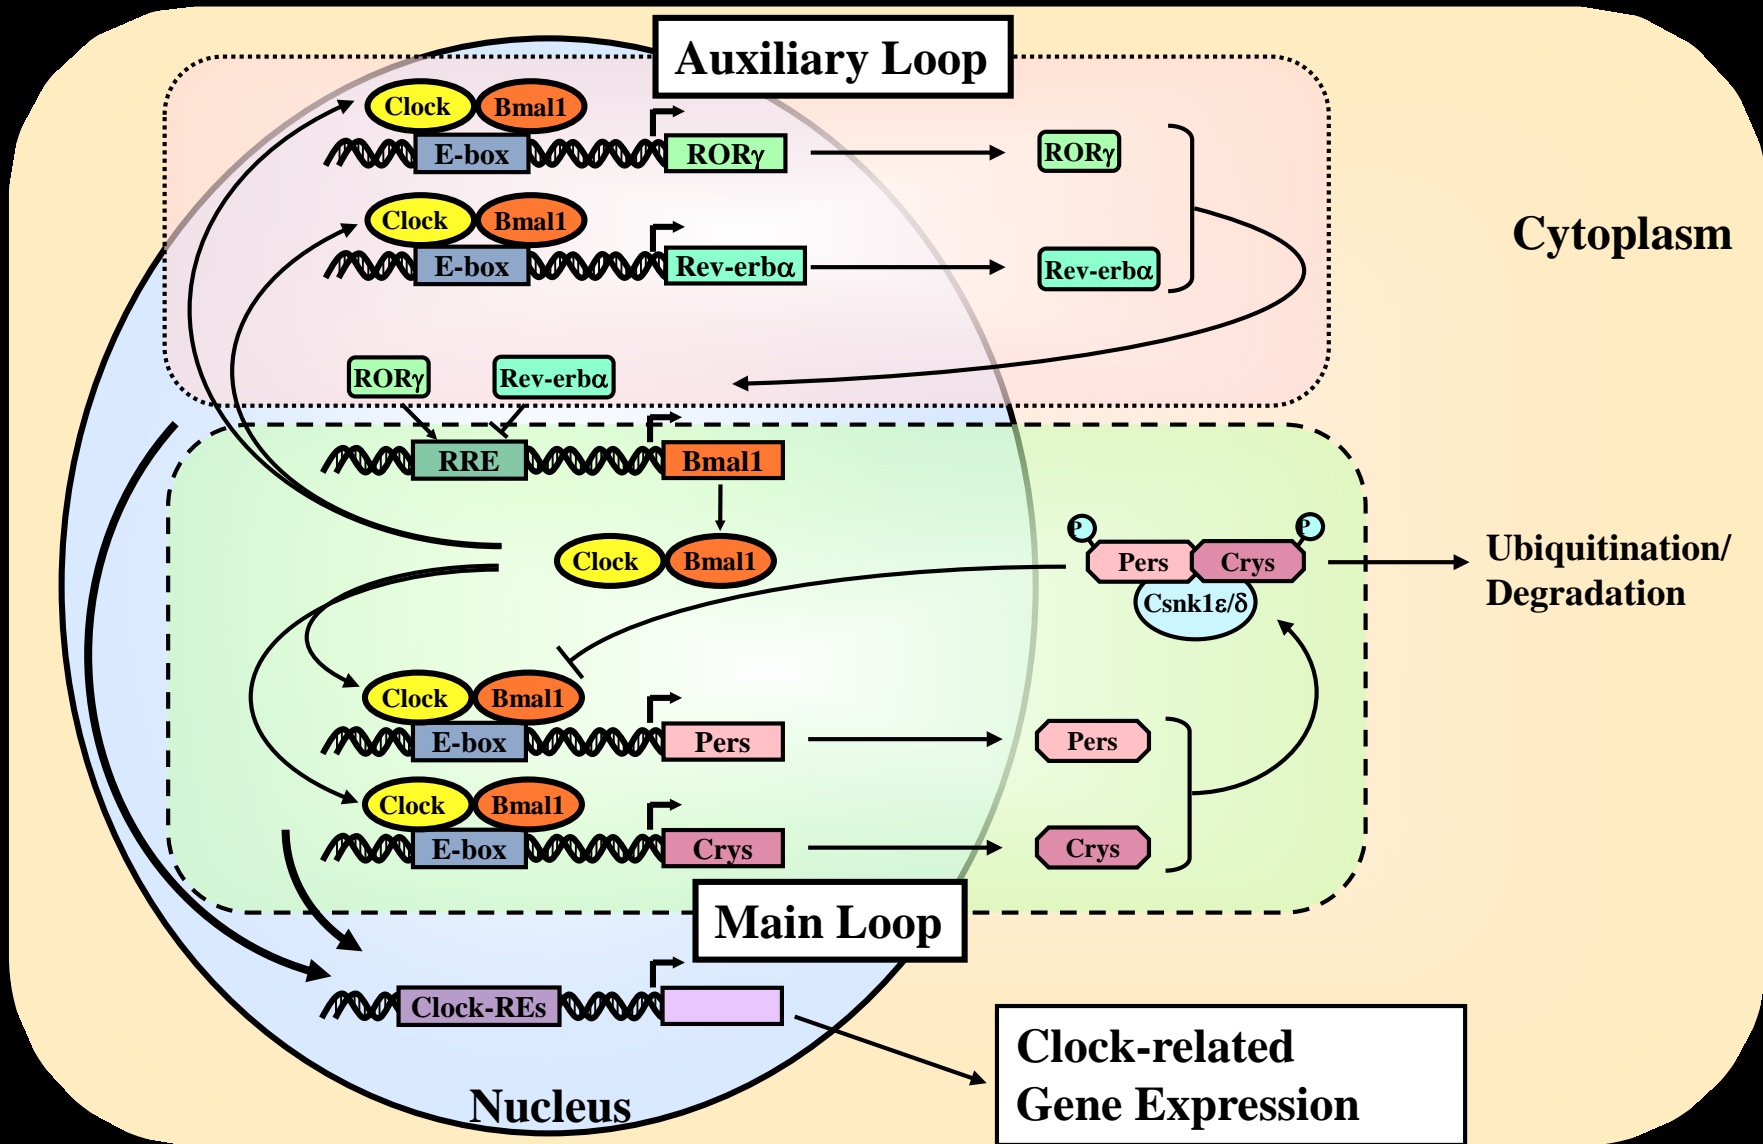 Auxiliary Loop
Clock Bmal1
E-box RORγ RORγ
Clock Bmal1
E-box Rev-erbα Rev-erbα
Cytoplasm
RORγ Rev-erbα
RRE Bmal1
Clock Bmal1
P P
Pers Crys
Csnk1ε/δ
Ubiquitination/
Degradation
Clock Bmal1
E-box Pers Pers
Clock Bmal1
E-box Crys Crys
Main Loop
Clock-REs
Nucleus
Clock-related
Gene Expression